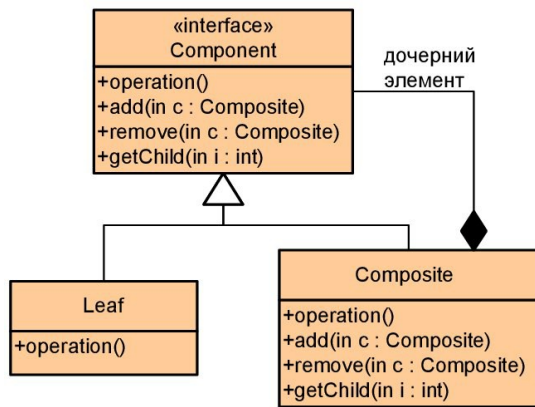 «interface»
Component
+operation()
+add(in c : Composite)
+remove(in c : Composite)
+getChild(in i : int)
дочерний
элемент
Leaf
+operation()
Composite
+operation()
+add(in c : Composite)
+remove(in c : Composite)
+getChild(in i : int)